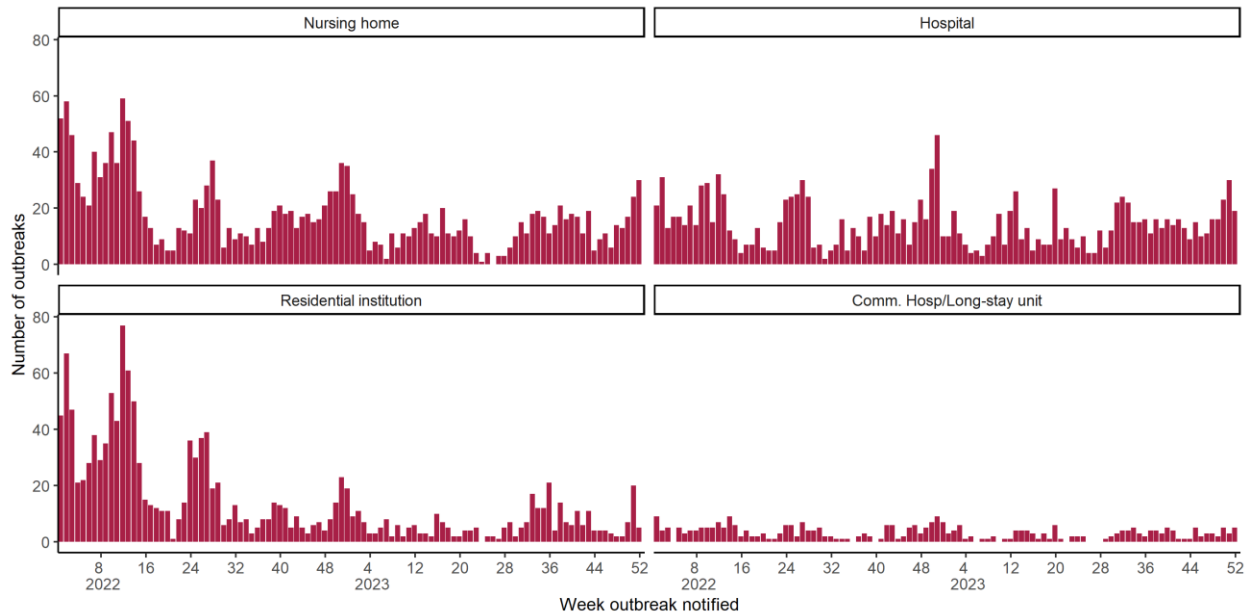 Nursing home
Hospital
80
60
40
20
0
Residential institution
Comm. Hosp/Long-stay unit
80
60
40
20
0
Number of outbreaks
8 16 24 32 40 48 4 12 20 28 36 44 52 8 16 24 32 40 48 4 12 20 28 36 44 52
2022 2023 2022 2023
Week outbreak notified